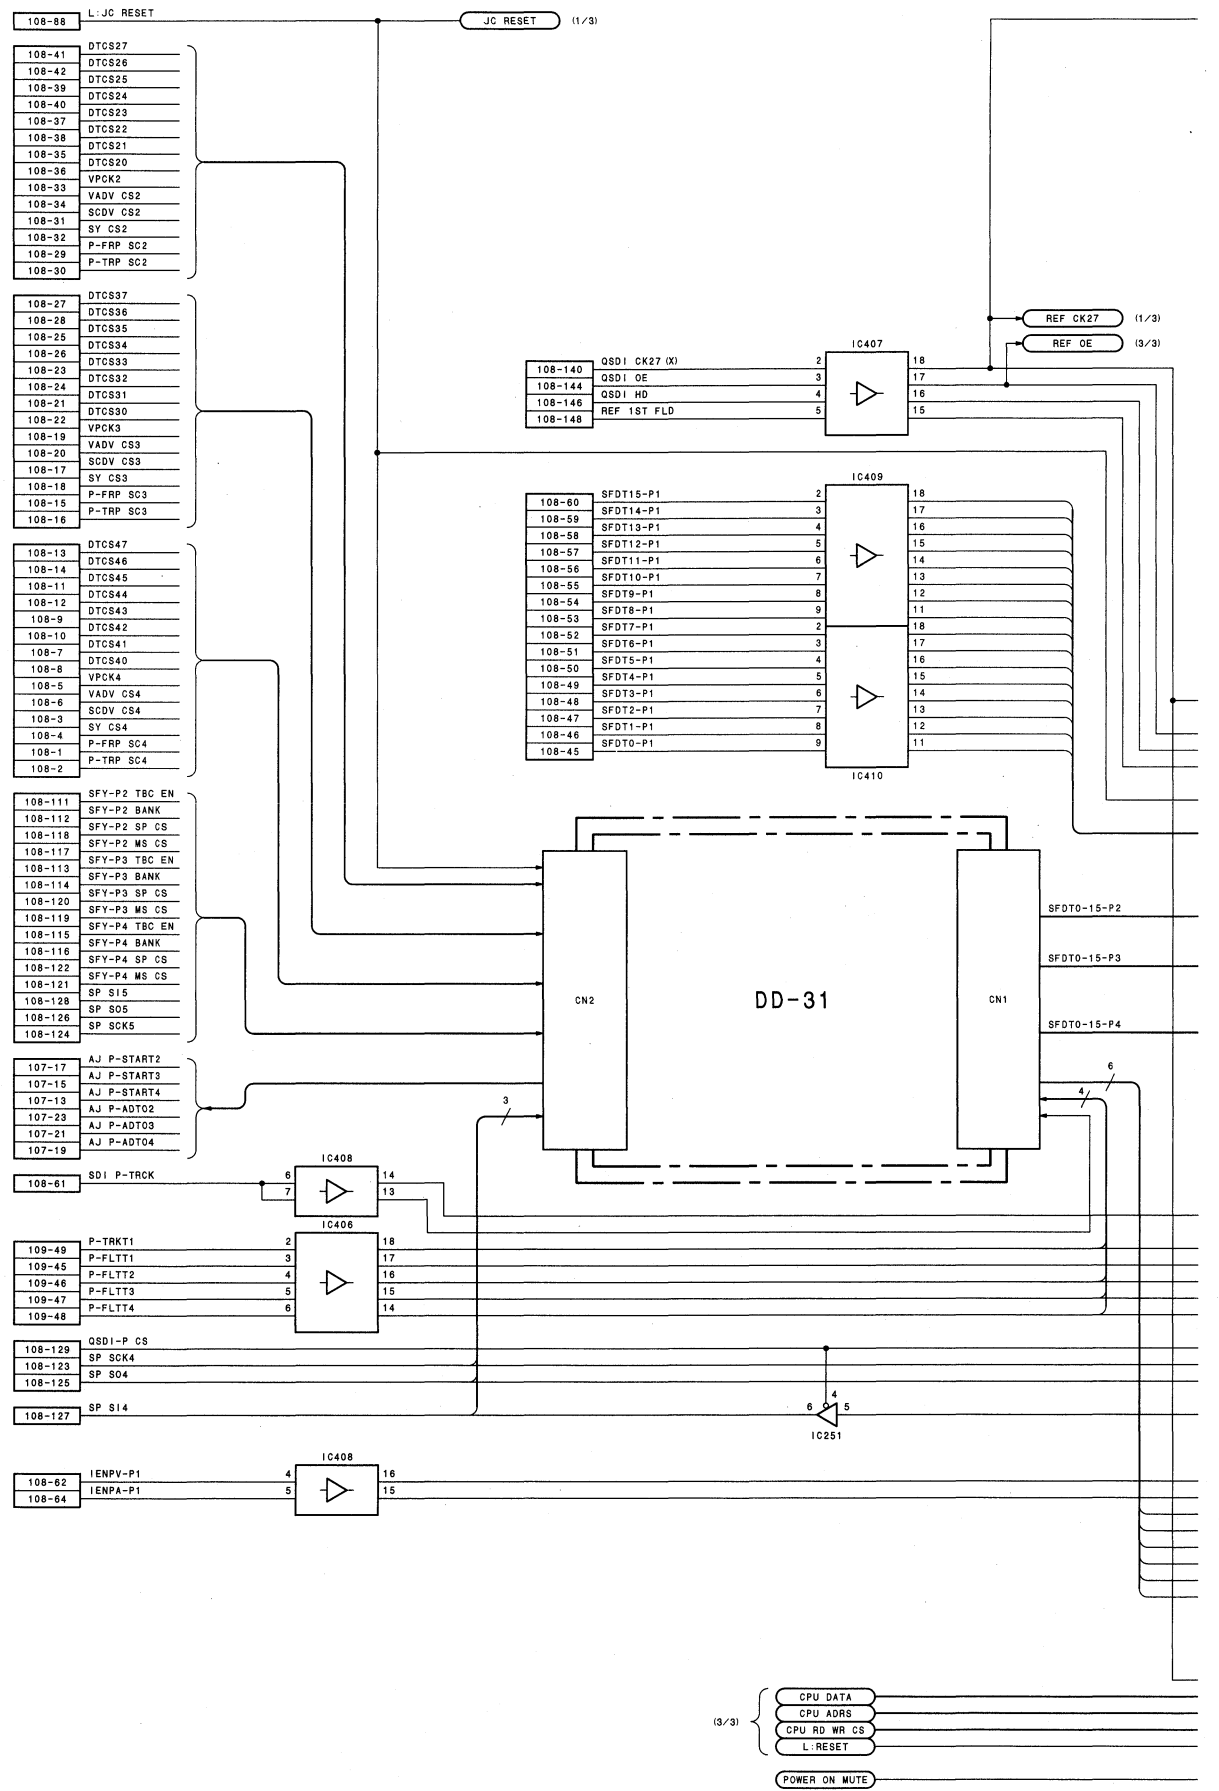 108-88 L:JC RESET JC RESET (1/3)
108-41 DTCS27
108-42 DTCS26
108-39 DTCS25
108-40 DTCS24
108-37 DTCS23
108-38 DTCS22
108-35 DTCS21
108-36 DTCS20
108-33 VPCK2
108-34 VADV CS2
108-31 SCDV CS2
108-32 SY CS2
108-29 P-FRP SC2
108-30 P-TRP SC2
108-27 DTCS37
108-28 DTCS36
108-25 DTCS35
108-26 DTCS34
108-23 DTCS33
108-24 DTCS32
108-21 DTCS31
108-22 DTCS30
108-19 VPCK3
108-20 VADV CS3
108-17 SCDV CS3
108-18 SY CS3
108-15 P-FRP SC3
108-16 P-TRP SC3
108-13 DTCS47
108-14 DTCS46
108-11 DTCS45
108-12 DTCS44
108-9 DTCS43
108-10 DTCS42
108-7 DTCS41
108-8 DTCS40
108-5 VPCK4
108-6 VADV CS4
108-3 SCDV CS4
108-4 SY CS4
108-1 P-FRP SC4
108-2 P-TRP SC4
108-111 SFY-P2 TBC EN
108-112 SFY-P2 BANK
108-118 SFY-P2 SP CS
108-117 SFY-P2 MS CS
108-113 SFY-P3 TBC EN
108-114 SFY-P3 BANK
108-120 SFY-P3 SP CS
108-119 SFY-P3 MS CS
108-115 SFY-P4 TBC EN
108-116 SFY-P4 BANK
108-122 SFY-P4 SP CS
108-121 SFY-P4 MS CS
108-128 SP SI5
108-126 SP SO5
108-124 SP SCK5
107-17 AJ P-START2
107-15 AJ P-START3
107-13 AJ P-START4
107-23 AJ P-ADTO2
107-21 AJ P-ADTO3
107-19 AJ P-ADTO4
REF CK27 (1/3)
REF OE (3/3)
IC407
108-140 QSDI CK27(X) 2 18
108-144 QSDI OE 3 17
108-146 QSDI HD 4 16
108-148 REF 1ST FLD 5 15
IC409
108-60 SFDT15-P1 2 18
108-59 SFDT14-P1 3 17
108-58 SFDT13-P1 4 16
108-57 SFDT12-P1 5 15
108-56 SFDT11-P1 6 14
108-55 SFDT10-P1 7 13
108-54 SFDT9-P1 8 12
108-53 SFDT8-P1 9 11
108-52 SFDT7-P1 2 18
108-51 SFDT6-P1 3 17
108-50 SFDT5-P1 4 16
108-49 SFDT4-P1 5 15
108-48 SFDT3-P1 6 14
108-47 SFDT2-P1 7 13
108-46 SFDT1-P1 8 12
108-45 SFDT0-P1 9 11
IC410
CN2 DD-31 CN1
SFDT0-15-P2
SFDT0-15-P3
SFDT0-15-P4
6
4
3
IC408
108-61 SDI P-TRCK 6 14
7 13
IC406
109-49 P-TRKT1 2 18
109-45 P-FLTT1 3 17
109-46 P-FLTT2 4 16
109-47 P-FLTT3 5 15
109-48 P-FLTT4 6 14
108-129 QSDI-P CS
108-123 SP SCK4
108-125 SP SO4
108-127 SP SI4 6 4 5
IC251
IC408
108-62 IENPV-P1 4 16
108-64 IENPA-P1 5 15
(3/3)
CPU DATA
CPU ADRS
CPU RD WR CS
L:RESET
POWER ON MUTE